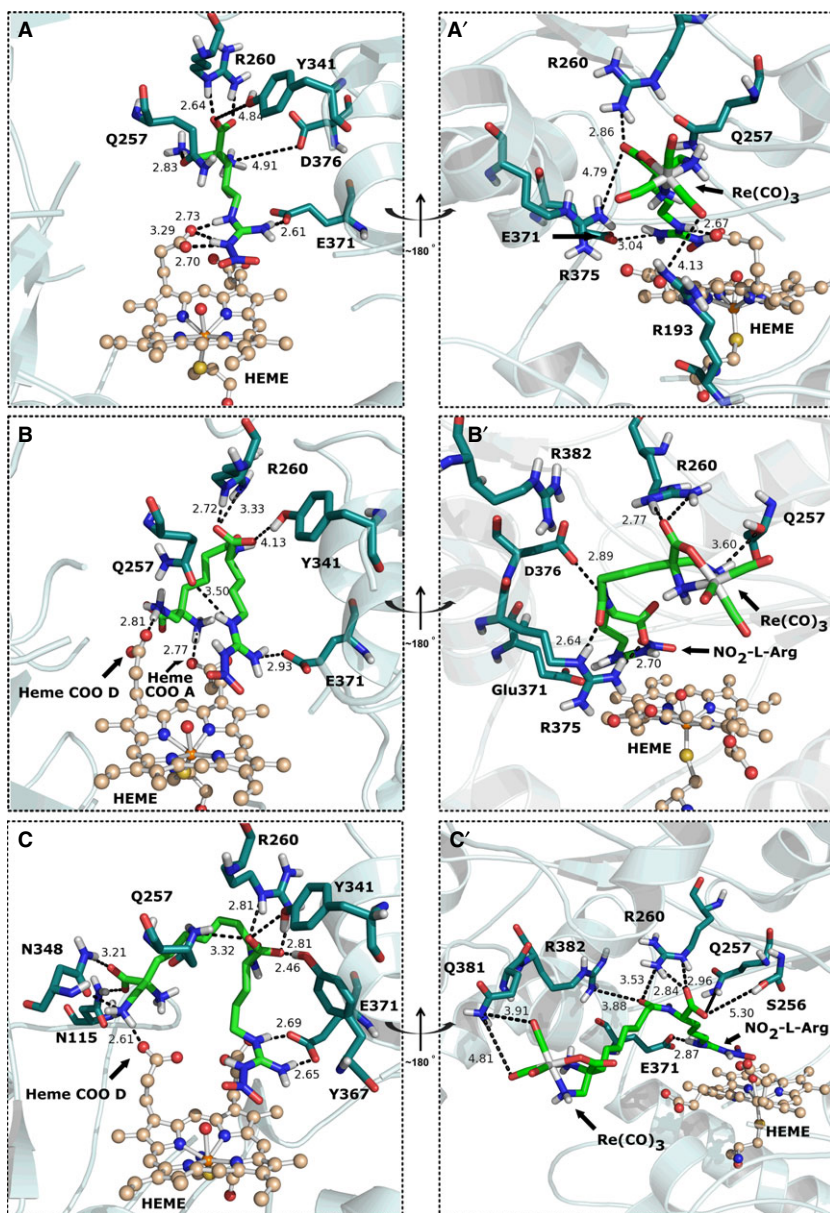 A
R260
Y341
2.64
4.84
Q257
D376
2.83
4.91
2.73
3.29
2.61
E371
2.70
HEME
~180°
A′
R260
Q257
2.86
4.79
Re(CO)3
E371
2.67
3.04
R375
4.13
R193
HEME
B
R260
2.72
3.33
4.13
Q257
Y341
3.50
2.81
2.77
2.93
E371
Heme COO D
Heme
COO A
HEME
~180°
B′
R382
R260
2.77
Q257
3.60
2.89
D376
Re(CO)3
2.64
NO2-L-Arg
2.70
Glu371
R375
HEME
C
R260
Q257
Y341
2.81
N348
3.21
3.32
2.81
2.46
E371
N115
2.61
2.69
Heme COO D
2.65
Y367
HEME
~180°
C′
R260
R382
Q257
Q381
3.53
2.96
2.84
S256
3.91
3.88
5.30
NO2-L-Arg
4.81
E371
2.87
Re(CO)3
HEME